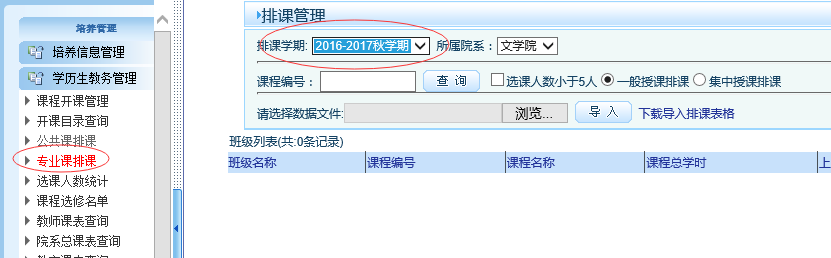 培养管理
培养信息管理
学历生教务管理
课程开课管理
开课目录查询
公共课排课
专业课排课
选课人数统计
课程选修名单
教师课表查询
院系总课表查询
排课管理
排课学期: 2016-2017秋学期 所属院系： 文学院
课程编号： 查 询 选课人数小于5人 一般授课排课 集中授课排课
请选择数据文件: 浏览... 导 入 下载导入排课表格
班级列表(共:0条记录)
班级名称 课程编号 课程名称 课程总学时 上